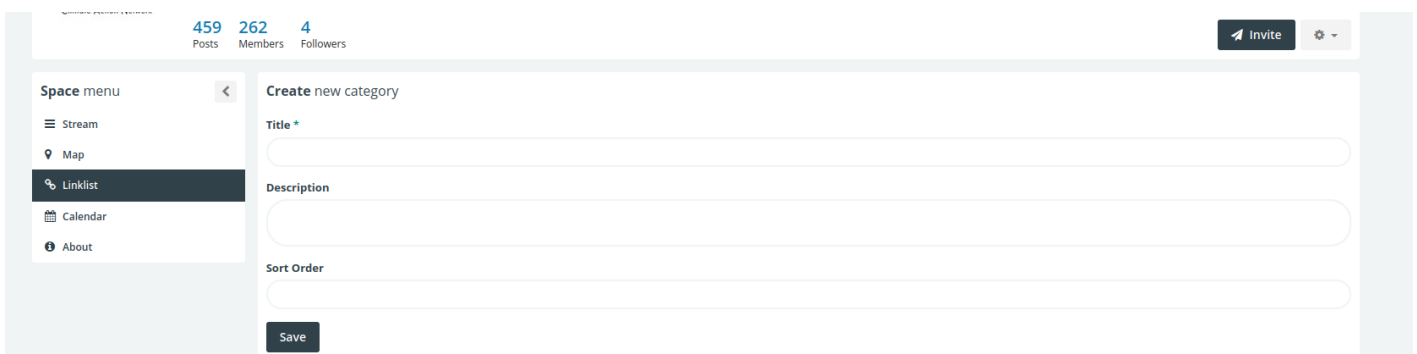 459 262 4
Posts Members Followers
Invite
Space menu
Stream
Map
Linklist
Calendar
About
Create new category
Title *
Description
Sort Order
Save